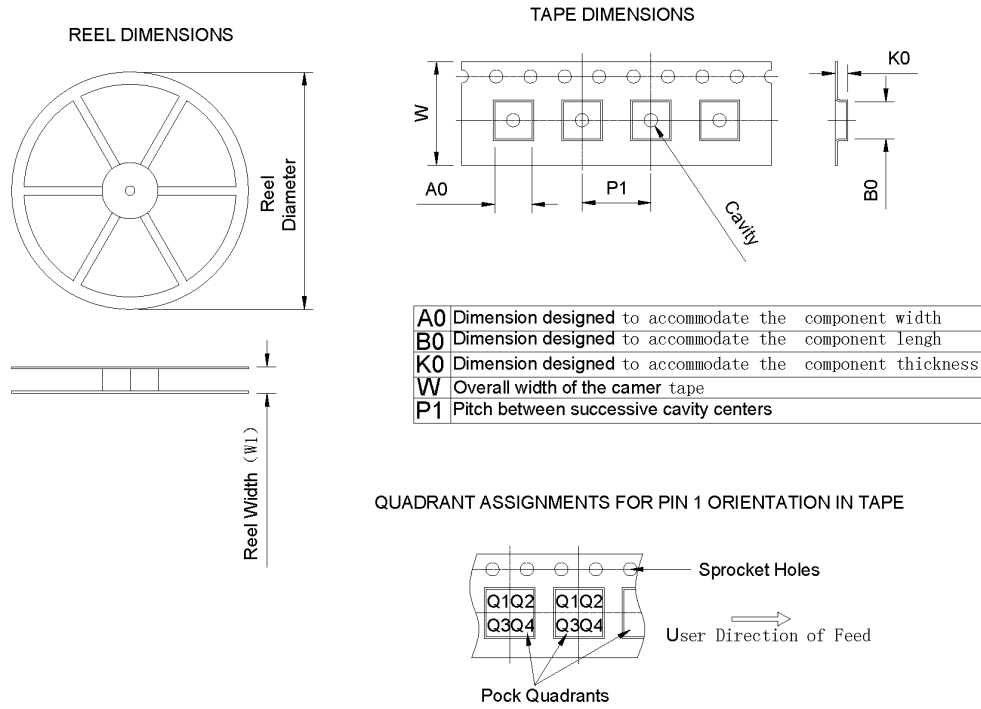 TAPE DIMENSIONS
REEL DIMENSIONS
Reel
Diameter
W
A0
P1
Cavity
K0
B0
A0 Dimension designed to accommodate the component width
B0 Dimension designed to accommodate the component lengh
K0 Dimension designed to accommodate the component thickness
W Overall width of the camer tape
P1 Pitch between successive cavity centers
Reel Width (W1)
QUADRANT ASSIGNMENTS FOR PIN 1 ORIENTATION IN TAPE
Sprocket Holes
Q1Q2 Q1Q2
Q3Q4 Q3Q4
User Direction of Feed
Pock Quadrants